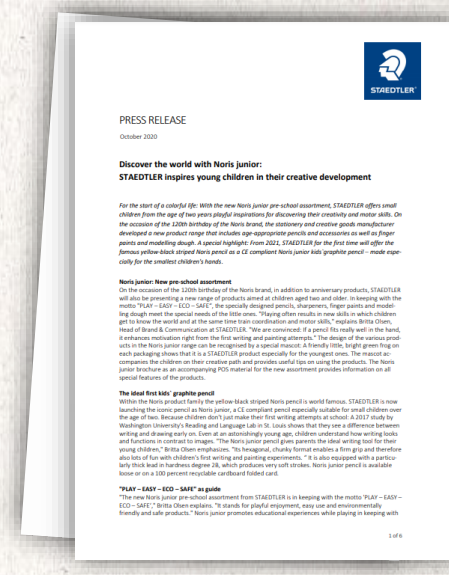 STAEDTLER
PRESS RELEASE
October 2020
Discover the world with Noris junior:
STAEDTLER inspires young children in their creative development
For the start of a colorful life: With the new Noris junior pre-school assortment, STAEDTLER offers small
children from the age of two years playful inspirations for discovering their creativity and motor skills. On
the occasion of the 120th birthday of the Noris brand, the stationery and creative goods manufacturer
developed a new product range that includes age-appropriate pencils and accessories as well as finger
paints and modelling dough. A special highlight: From 2021, STAEDTLER for the first time will offer the
famous yellow-black striped Noris pencil as a CE compliant Noris junior kids'graphite pencil – made espe-
cially for the smallest children's hands.
Noris junior: New pre-school assortment
On the occasion of the 120th birthday of the Noris brand, in addition to anniversary products, STAEDTLER
will also be presenting a new range of products aimed at children aged two and older. In keeping with the
motto "PLAY – EASY – ECO – SAFE", the specially designed pencils, sharpeners, finger paints and model-
ling dough meet the special needs of the little ones. "Playing often results in new skills in which children
get to know the world and at the same time train coordination and motor skills," explains Britta Olsen,
Head of Brand & Communication at STAEDTLER. "We are convinced: If a pencil fits really well in the hand,
it enhances motivation right from the first writing and painting attempts." The design of the various prod-
ucts in the Noris junior range can be recognised by a special mascot: A friendly little, bright green frog on
each packaging shows that it is a STAEDTLER product especially for the youngest ones. The mascot ac-
companies the children on their creative path and provides useful tips on using the products. The Noris
junior brochure as an accompanying POS material for the new assortment provides information on all
special features of the products.
The ideal first kids' graphite pencil
Within the Noris product family the yellow-black striped Noris pencil is world famous. STAEDTLER is now
launching the iconic pencil as Noris junior, a CE compliant pencil especially suitable for small children over
the age of two. Because children don't just make their first writing attempts at school: A 2017 study by
Washington University's Reading and Language Lab in St. Louis shows that they see a difference between
writing and drawing early on. Even at an astonishingly young age, children understand how writing looks
and functions in contrast to images. "The Noris junior pencil gives parents the ideal writing tool for their
young children," Britta Olsen emphasizes. "Its hexagonal, chunky format enables a firm grip and therefore
also lots of fun with children's first writing and painting experiments. " It is also equipped with a particu-
larly thick lead in hardness degree 2B, which produces very soft strokes. Noris junior pencil is available
loose or on a 100 percent recyclable cardboard folded card.
"PLAY – EASY – ECO – SAFE" as guide
"The new Noris junior pre-school assortment from STAEDTLER is in keeping with the motto 'PLAY – EASY –
ECO – SAFE'," Britta Olsen explains. "It stands for playful enjoyment, easy use and environmentally
friendly and safe products." Noris junior promotes educational experiences while playing in keeping with
1 of 6